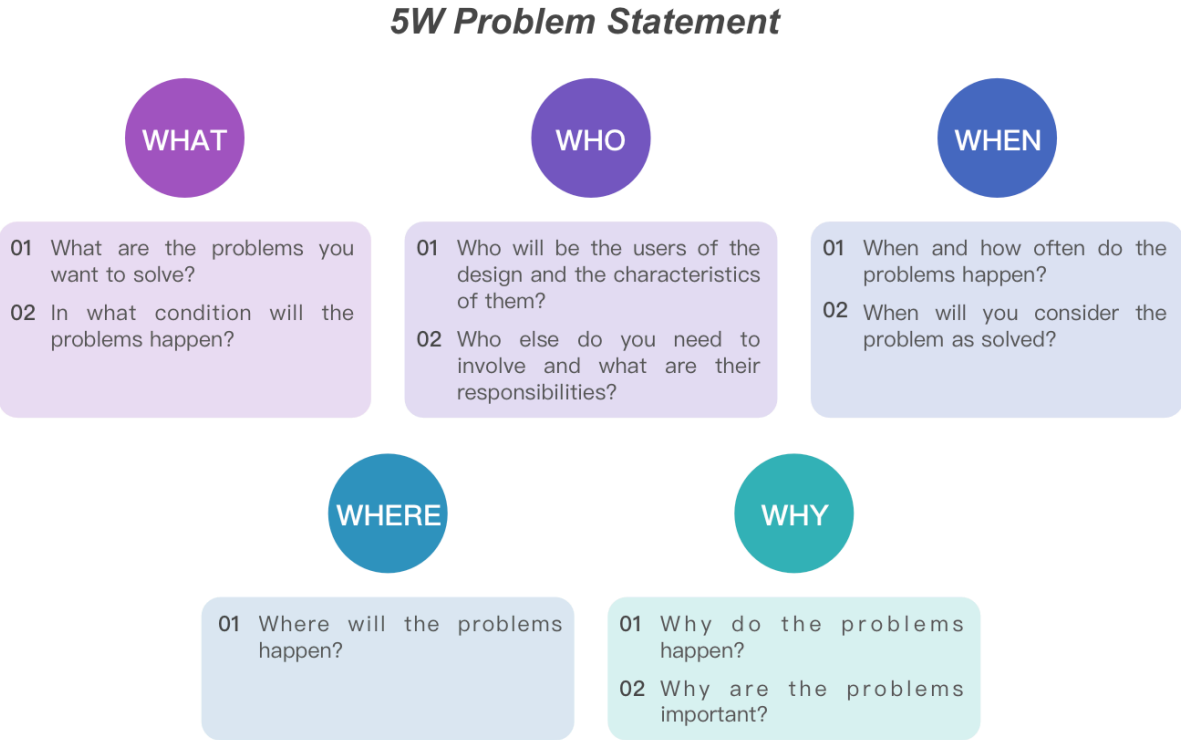 5W Problem Statement
WHAT
01 What are the problems you
want to solve?
02 In what condition will the
problems happen?
WHO
01 Who will be the users of the
design and the characteristics
of them?
02 Who else do you need to
involve and what are their
responsibilities?
WHEN
01 When and how often do the
problems happen?
02 When will you consider the
problem as solved?
WHERE
01 Where will the problems
happen?
WHY
01 Why do the problems
happen?
02 Why are the problems
important?